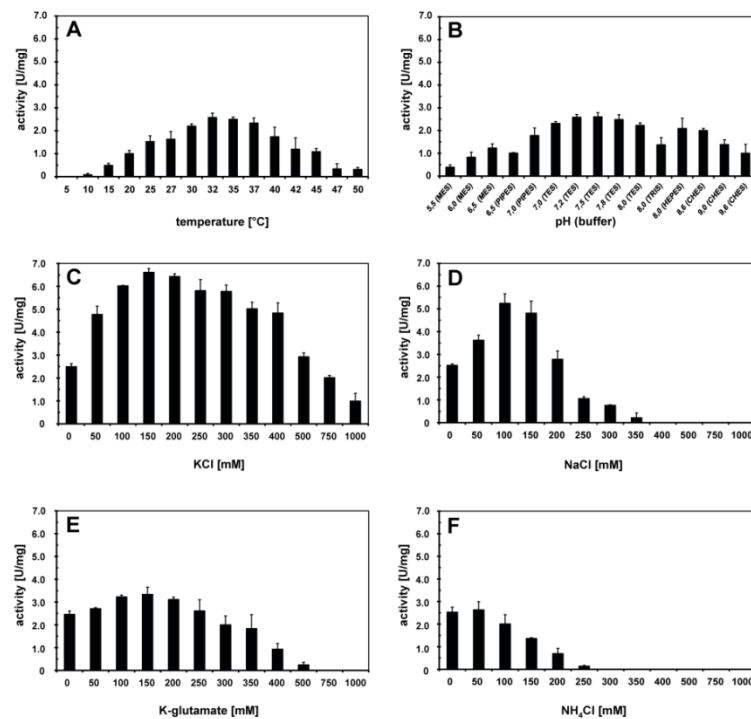 A
activity [U/mg]
7.0
6.0
5.0
4.0
3.0
2.0
1.0
0
5 10 15 20 25 27 30 32 35 37 40 42 45 47 50
temperature [°C]
B
activity [U/mg]
7.0
6.0
5.0
4.0
3.0
2.0
1.0
0
5,5 (MES)
6,0 (MES)
6,5 (MES)
6,5 (PIPES)
7,0 (PIPES)
7,0 (TES)
7,2 (TES)
7,5 (TES)
7,8 (TES)
8,0 (TES)
8,0 (TRIS)
8,0 (HEPES)
8,6 (CHES)
9,0 (CHES)
9,6 (CHES)
pH (buffer)
C
activity [U/mg]
7.0
6.0
5.0
4.0
3.0
2.0
1.0
0
0 50 100 150 200 250 300 350 400 500 750 1000
KCl [mM]
D
activity [U/mg]
7.0
6.0
5.0
4.0
3.0
2.0
1.0
0
0 50 100 150 200 250 300 350 400 500 750 1000
NaCl [mM]
E
activity [U/mg]
7.0
6.0
5.0
4.0
3.0
2.0
1.0
0
0 50 100 150 200 250 300 350 400 500 750 1000
K-glutamate [mM]
F
activity [U/mg]
7.0
6.0
5.0
4.0
3.0
2.0
1.0
0
0 50 100 150 200 250 300 350 400 500 750 1000
NH₄Cl [mM]